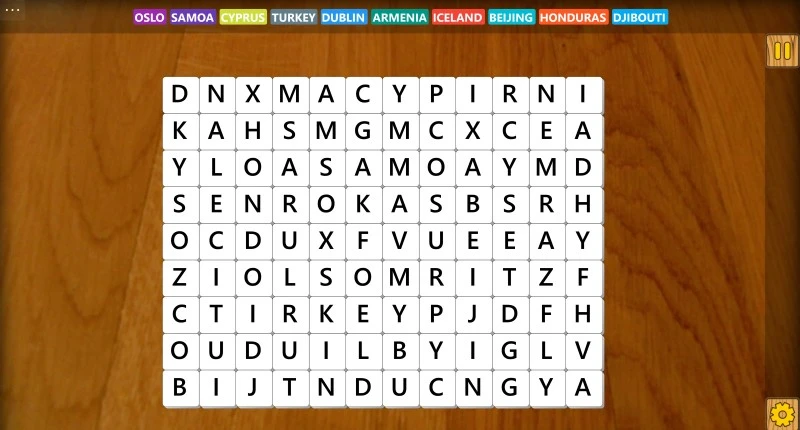 OSLO SAMOA CYPRUS TURKEY DUBLIN ARMENIA ICELAND BEIJING HONDURAS DJIBOUTI
D N X M A C Y P I R N I
K A H S M G M C X C E A
Y L O A S A M O A Y M D
S E N R O K A S B S R H
O C D U X F V U E E A Y
Z I O L S O M R I T Z F
C T I R K E Y P J D F H
O U D U I L B Y I G L V
B I J T N D U C N G Y A